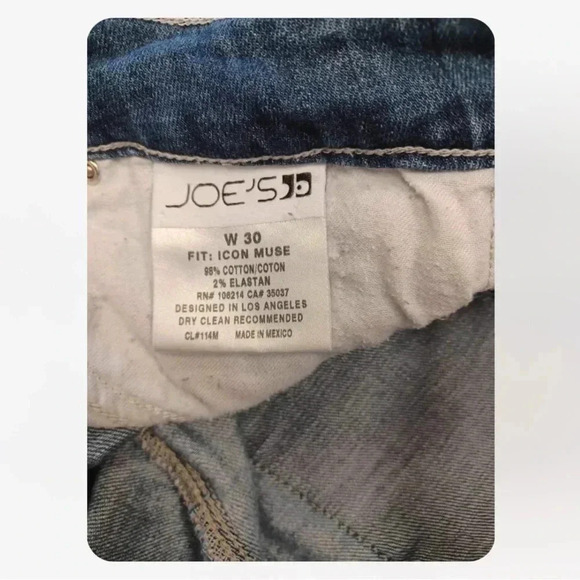 JOE'S
W 30
FIT: ICON MUSE
98% COTTON/COTON
2% ELASTAN
RN# 106214 CA# 35037
DESIGNED IN LOS ANGELES
DRY CLEAN RECOMMENDED
CL#114M MADE IN MEXICO